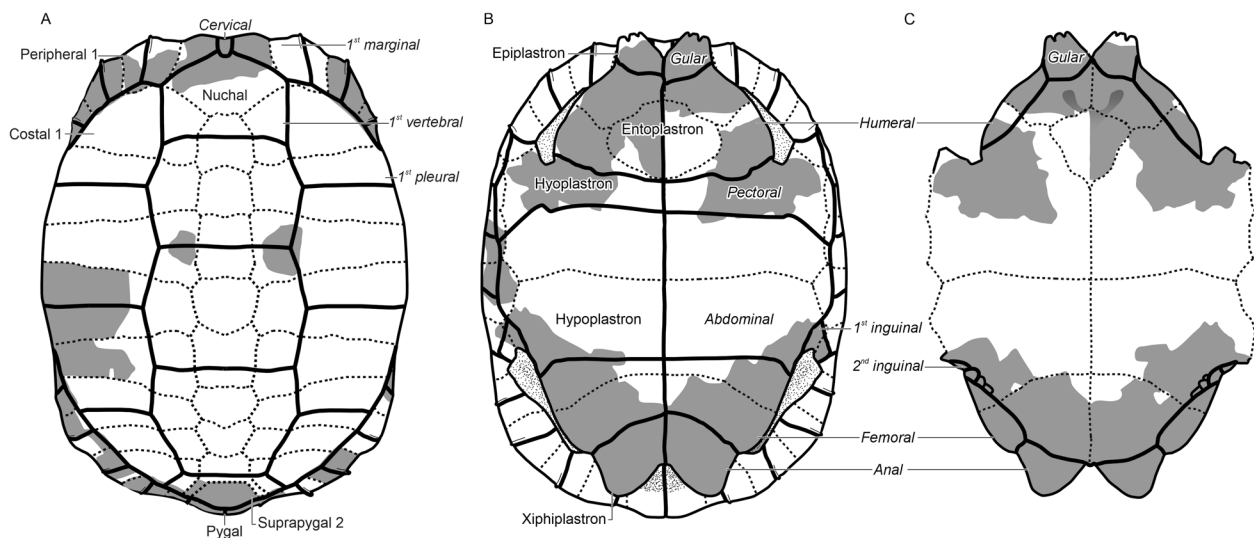 A
Cervical
Peripheral 1
1st marginal
Nuchal
Costal 1
1st vertebral
1st pleural
Pygal
Suprapygal 2
B
Epiplastron
Gular
Entoplastron
Humeral
Hyoplastron
Pectoral
Hypoplastron
Abdominal
1st inguinal
2nd inguinal
Femoral
Anal
Xiphiplastron
C
Gular